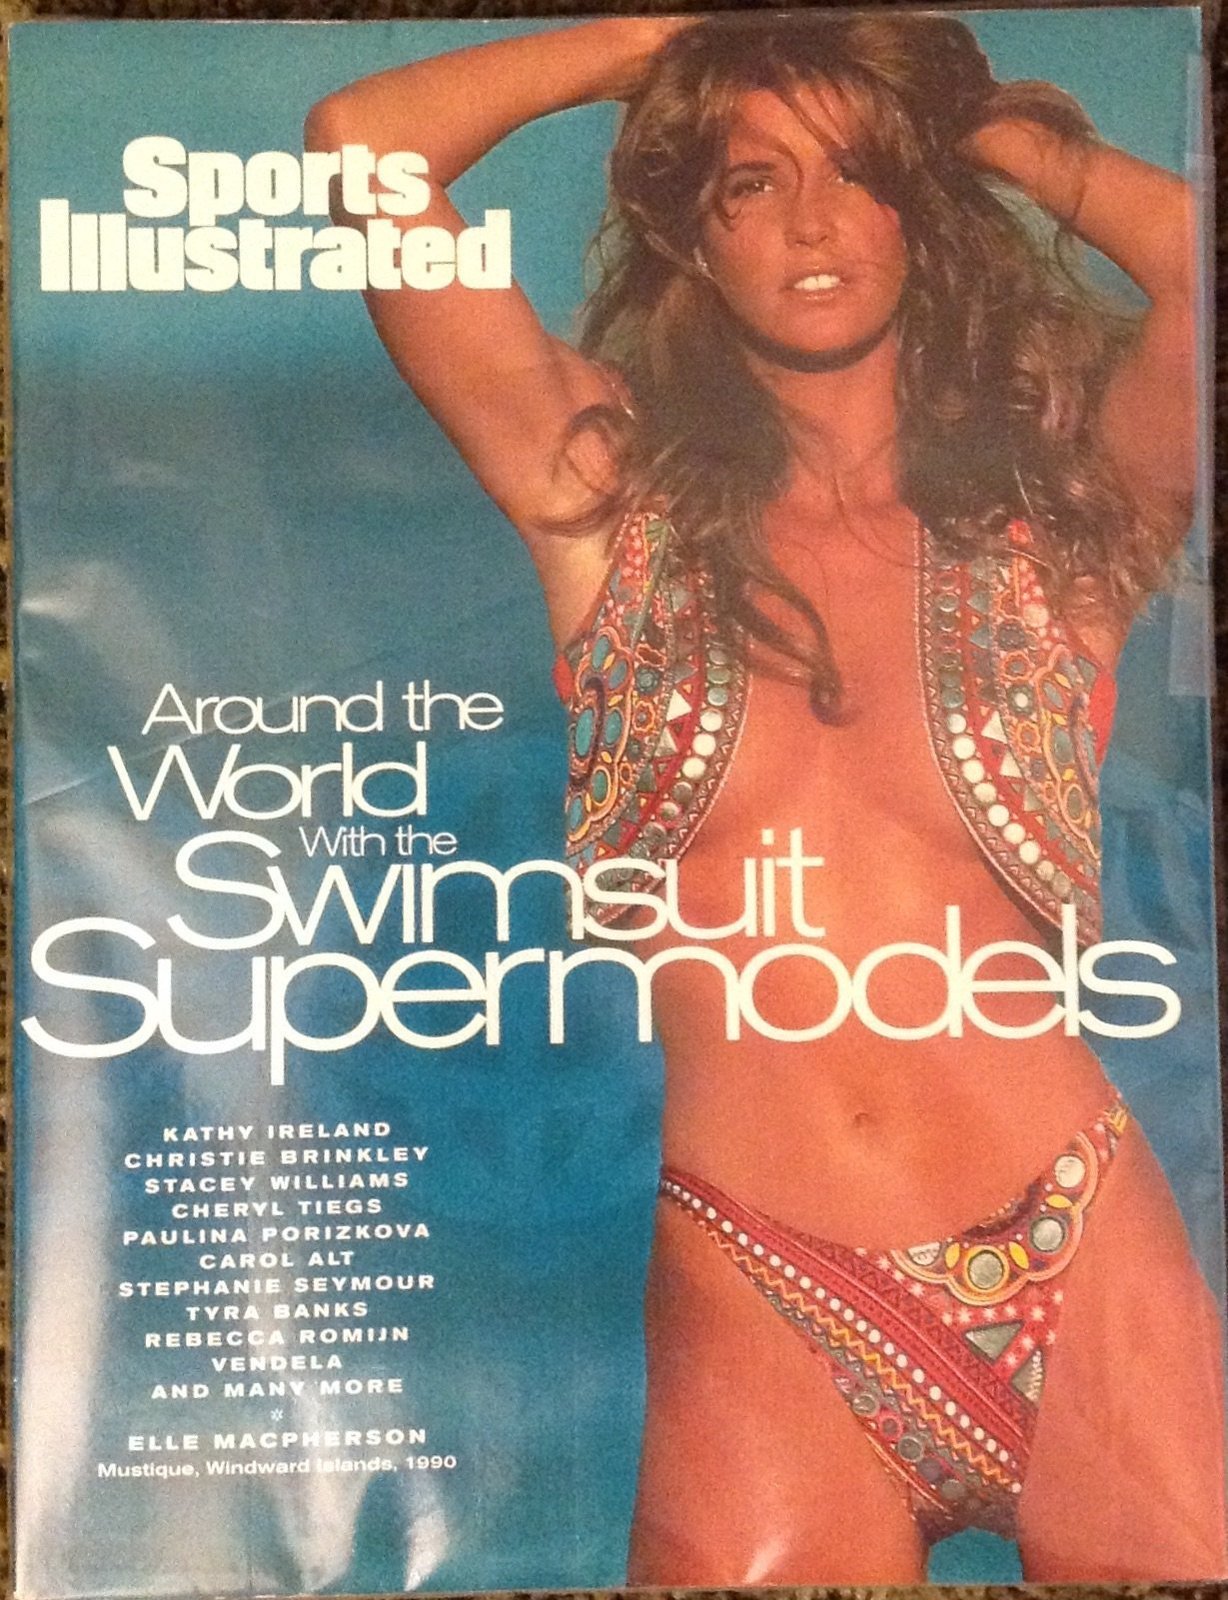 Sports
Illustrated
Around the
World
With the
Swimsuit
Supermodels
KATHY IRELAND
CHRISTIE BRINKLEY
STACEY WILLIAMS
CHERYL TIEGS
PAULINA PORIZKOVA
CAROL ALT
STEPHANIE SEYMOUR
TYRA BANKS
REBECCA ROMIJN
VENDELA
AND MANY MORE
*
ELLE MACPHERSON
Mustique, Windward Islands, 1990